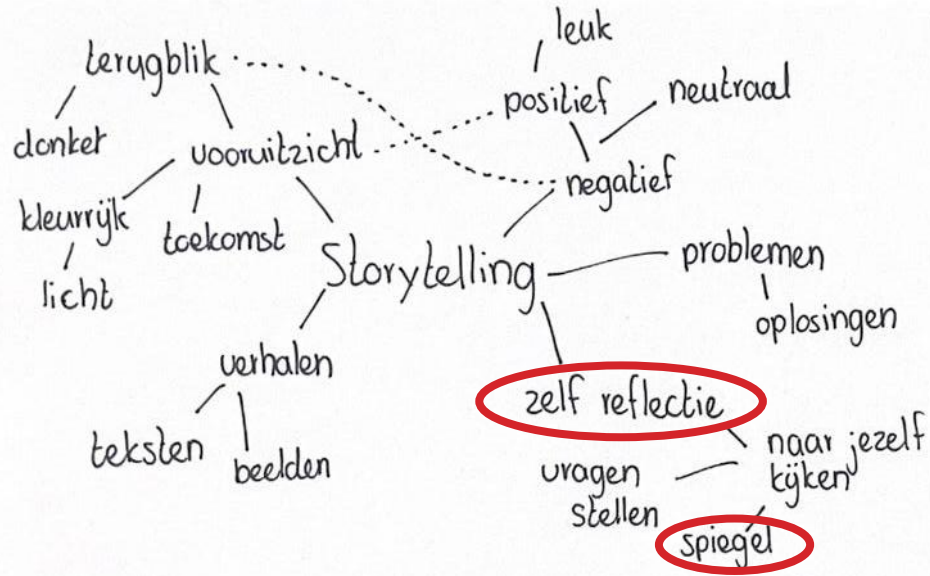 leuk
terugblik
positief
neutraal
donker
vooruitzicht
negatief
kleurrijk
toekomst
Storytelling
problemen
licht
oplosingen
verhalen
zelf reflectie
teksten
beelden
naar jezelf
kijken
vragen
stellen
spiegel